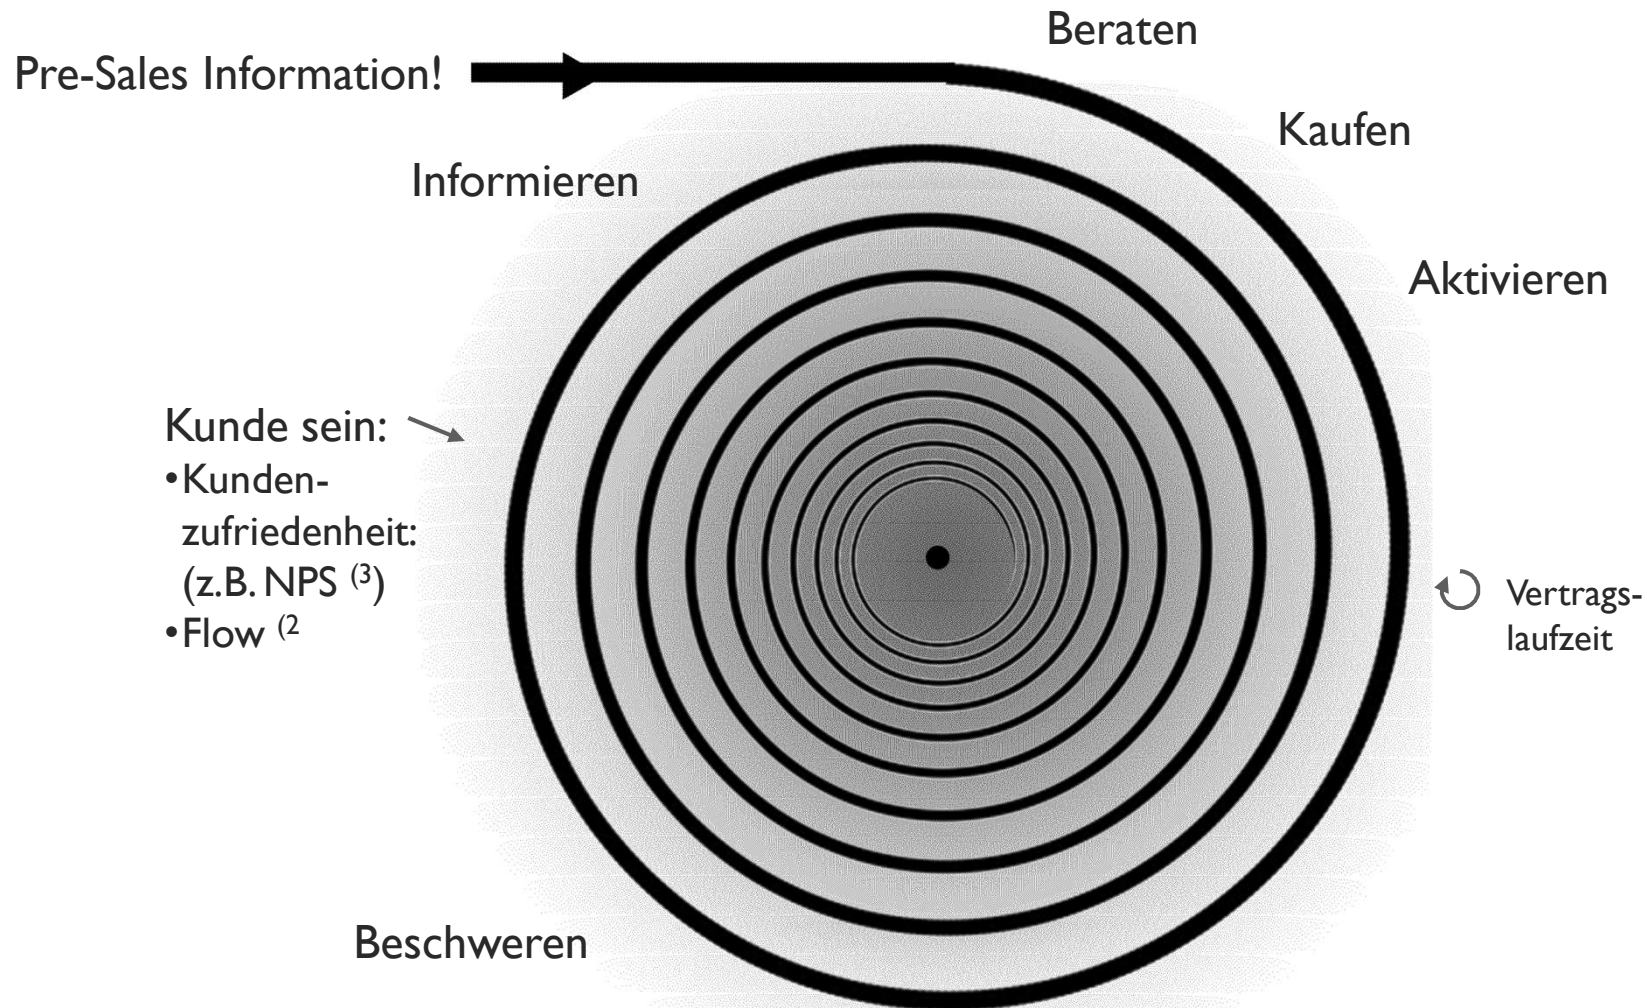 Beraten
Pre-Sales Information!
Kaufen
Informieren
Aktivieren
Kunde sein:
•Kunden-
zufriedenheit:
(z.B. NPS (3)
•Flow (2
Vertrags-
laufzeit
Beschweren